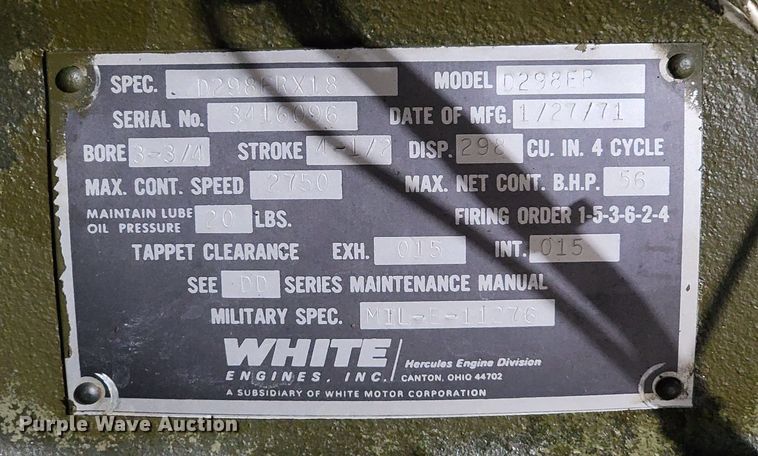 SPEC. D298ERX18 MODEL D298ER
SERIAL No. 3416096 DATE OF MFG. 1/27/71
BORE 3-3/4 STROKE 4-1/2 DISP. 298 CU. IN. 4 CYCLE
MAX. CONT. SPEED 2750 MAX. NET CONT. B.H.P. 56
MAINTAIN LUBE OIL PRESSURE 20 LBS. FIRING ORDER 1-5-3-6-2-4
TAPPET CLEARANCE EXH. 015 INT. 015
SEE DD SERIES MAINTENANCE MANUAL
MILITARY SPEC. MIL-E-11276
WHITE Hercules Engine Division
ENGINES, INC. CANTON, OHIO 44702
A SUBSIDIARY OF WHITE MOTOR CORPORATION
Purple Wave Auction